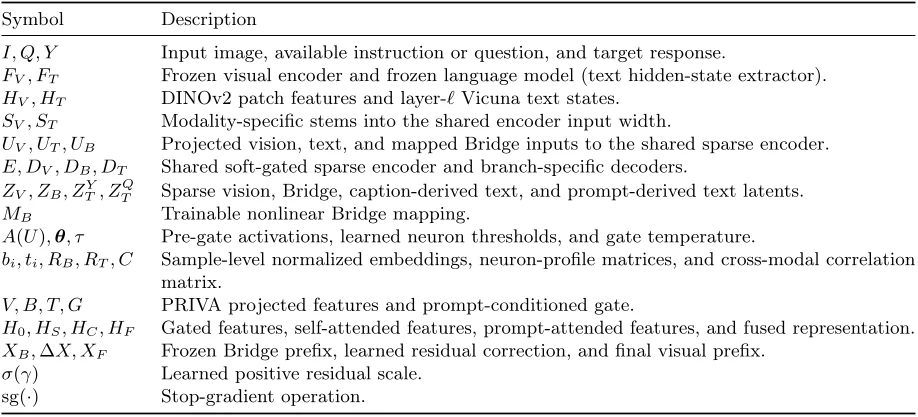 Symbol Description
I, Q, Y Input image, available instruction or question, and target response.
F_V, F_T Frozen visual encoder and frozen language model (text hidden-state extractor).
H_V, H_T DINOv2 patch features and layer-ℓ Vicuna text states.
S_V, S_T Modality-specific stems into the shared encoder input width.
U_V, U_T, U_B Projected vision, text, and mapped Bridge inputs to the shared sparse encoder.
E, D_V, D_B, D_T Shared soft-gated sparse encoder and branch-specific decoders.
Z_V, Z_B, Z_T^Y, Z_T^Q Sparse vision, Bridge, caption-derived text, and prompt-derived text latents.
M_B Trainable nonlinear Bridge mapping.
A(U), θ, τ Pre-gate activations, learned neuron thresholds, and gate temperature.
b_i, t_i, R_B, R_T, C Sample-level normalized embeddings, neuron-profile matrices, and cross-modal correlation
matrix.
V, B, T, G PRIVA projected features and prompt-conditioned gate.
H_0, H_S, H_C, H_F Gated features, self-attended features, prompt-attended features, and fused representation.
X_B, ΔX, X_F Frozen Bridge prefix, learned residual correction, and final visual prefix.
σ(γ) Learned positive residual scale.
sg(·) Stop-gradient operation.